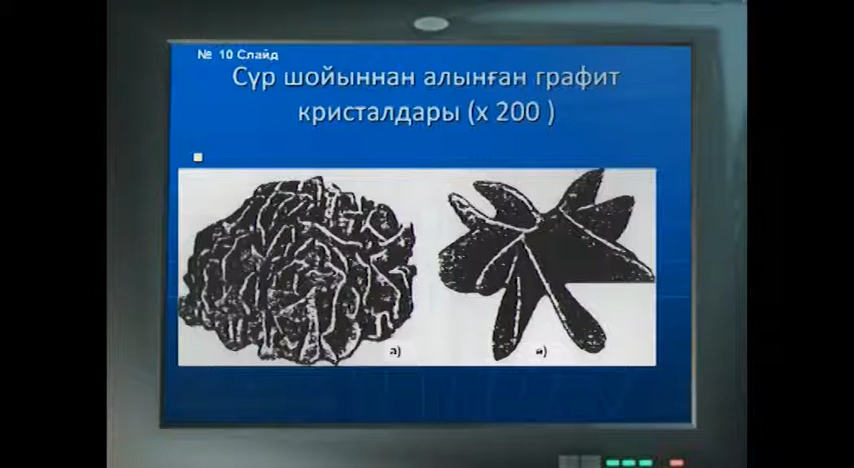 № 10 Слайд
Сұр шойыннан алынған графит
кристалдары (х 200 )
а)